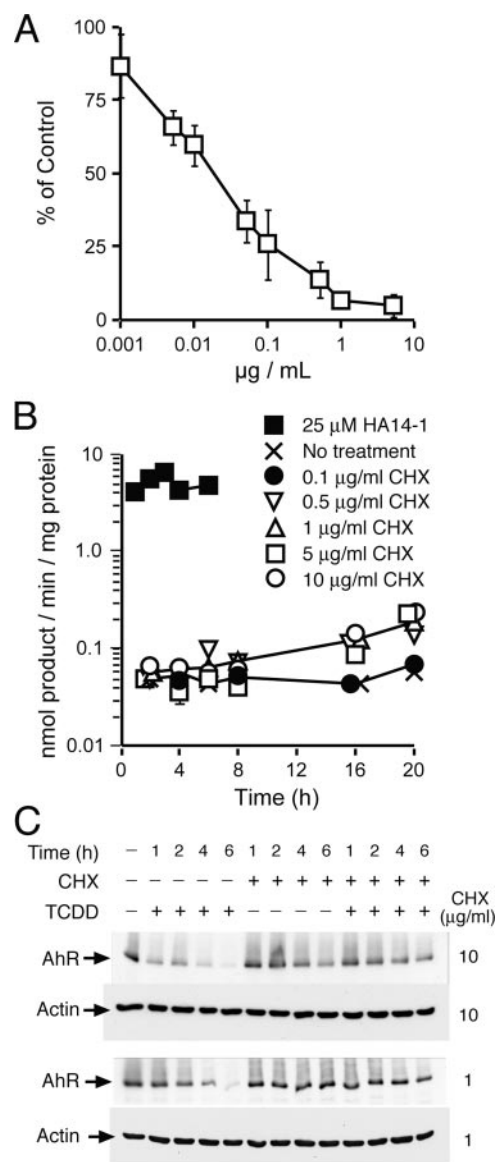 A
100
75
50
25
0
% of Control
0.001 0.01 0.1 1 10
µg / mL
B
25 µM HA14-1
No treatment
0.1 µg/ml CHX
0.5 µg/ml CHX
1 µg/ml CHX
5 µg/ml CHX
10 µg/ml CHX
10
1.0
0.1
0.01
nmol product / min / mg protein
0 4 8 12 16 20
Time (h)
C
Time (h) – 1 2 4 6 1 2 4 6 1 2 4 6
CHX – – – – – + + + + + + + + CHX
TCDD – + + + + – – – – + + + + (µg/ml)
AhR 10
Actin 10
AhR 1
Actin 1